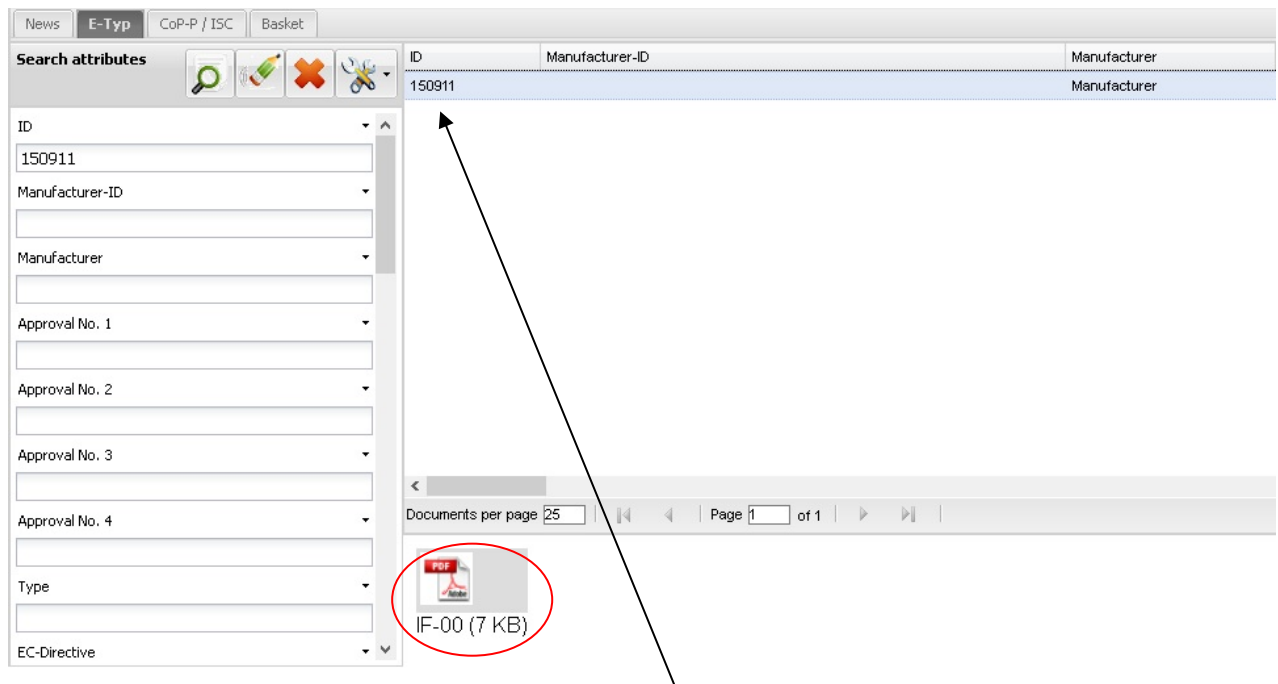 News E-Typ CoP-P / ISC Basket
Search attributes
ID
150911
Manufacturer-ID
Manufacturer
Approval No. 1
Approval No. 2
Approval No. 3
Approval No. 4
Type
EC-Directive
ID Manufacturer-ID Manufacturer
150911 Manufacturer
Documents per page 25 Page 1 of 1
PDF
Adobe
IF-00 (7 KB)